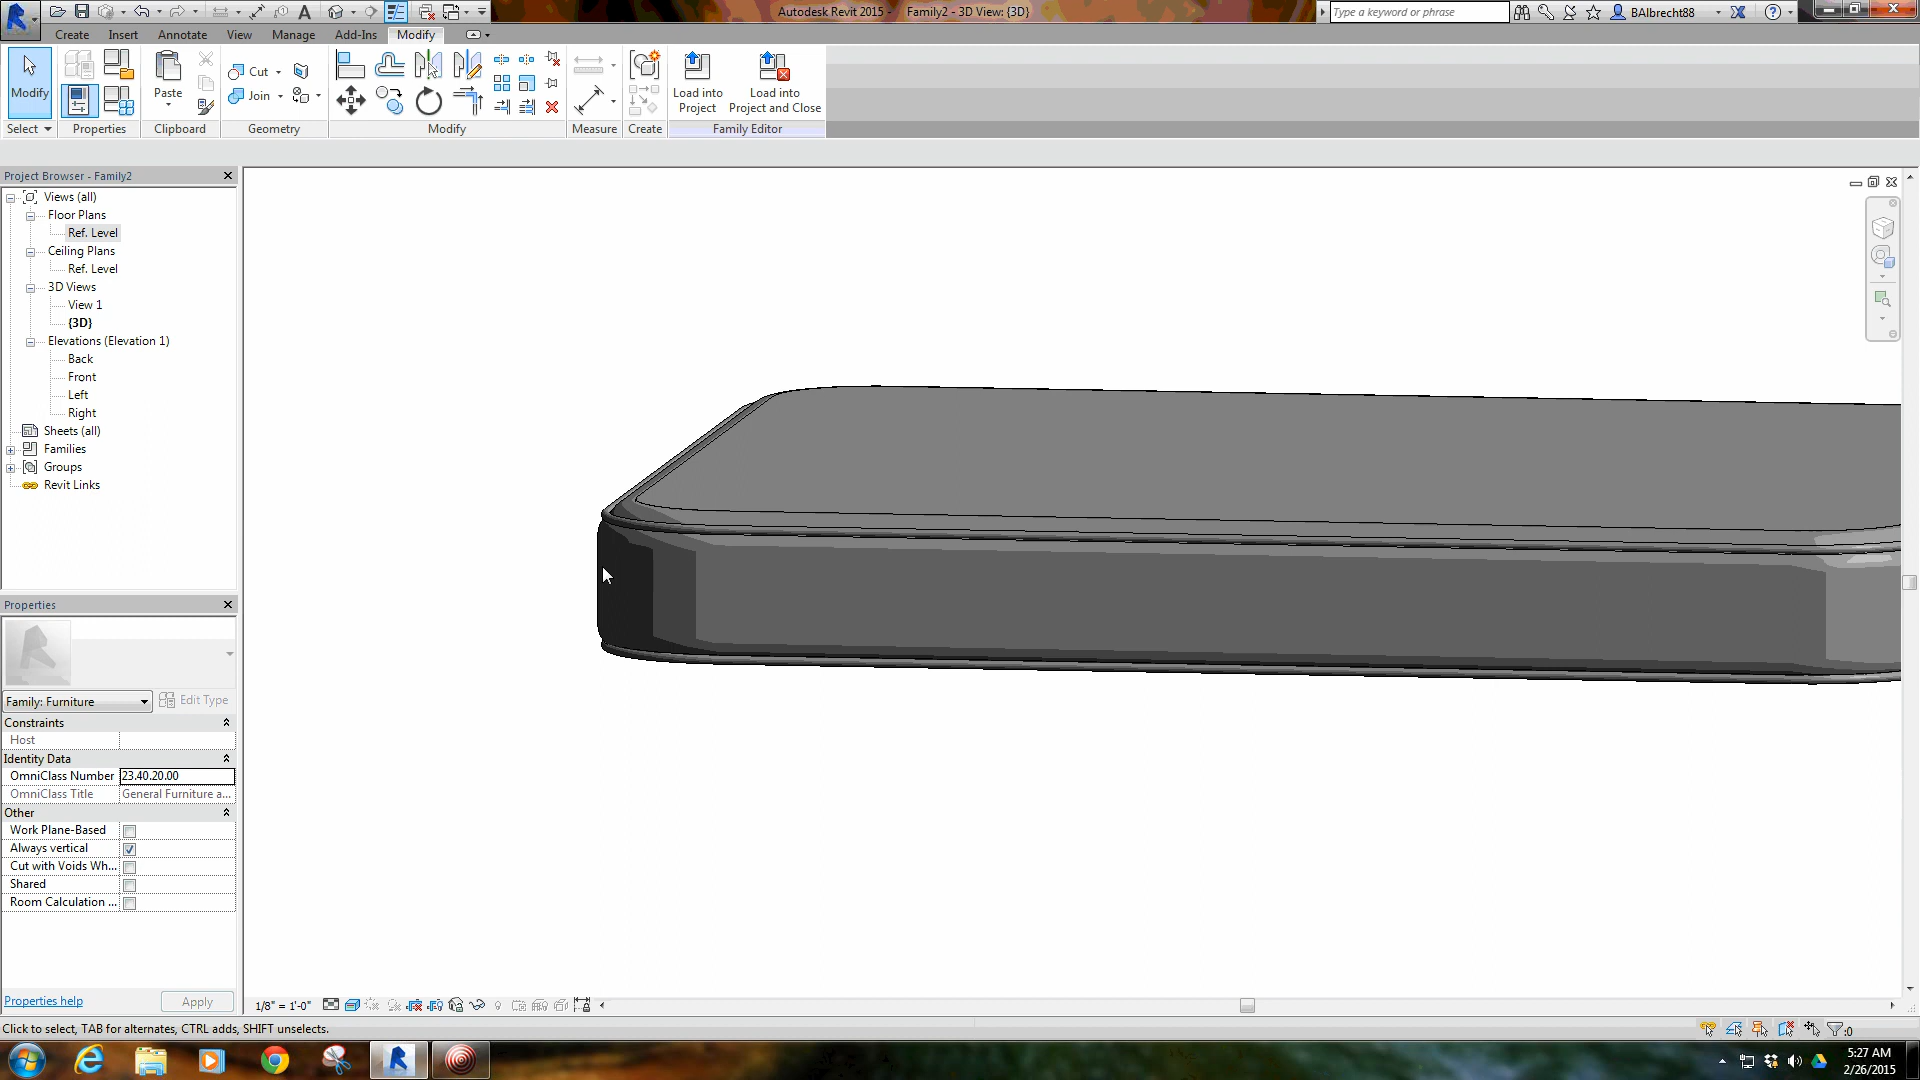 Autodesk Revit 2015 - Family2 - 3D View: {3D}
Type a keyword or phrase
BAlbrecht88
Create Insert Annotate View Manage Add-Ins Modify
Modify
Paste
Cut
Join
Load into Project
Load into Project and Close
Select Properties Clipboard Geometry Modify Measure Create Family Editor
Project Browser - Family2
Views (all)
Floor Plans
Ref. Level
Ceiling Plans
Ref. Level
3D Views
View 1
{3D}
Elevations (Elevation 1)
Back
Front
Left
Right
Sheets (all)
Families
Groups
Revit Links
Properties
Family: Furniture
Edit Type
Constraints
Host
Identity Data
OmniClass Number 23.40.20.00
OmniClass Title General Furniture a...
Other
Work Plane-Based
Always vertical
Cut with Voids Wh...
Shared
Room Calculation ...
Properties help
Apply
1/8" = 1'-0"
Click to select, TAB for alternates, CTRL adds, SHIFT unselects.
:0
5:27 AM
2/26/2015